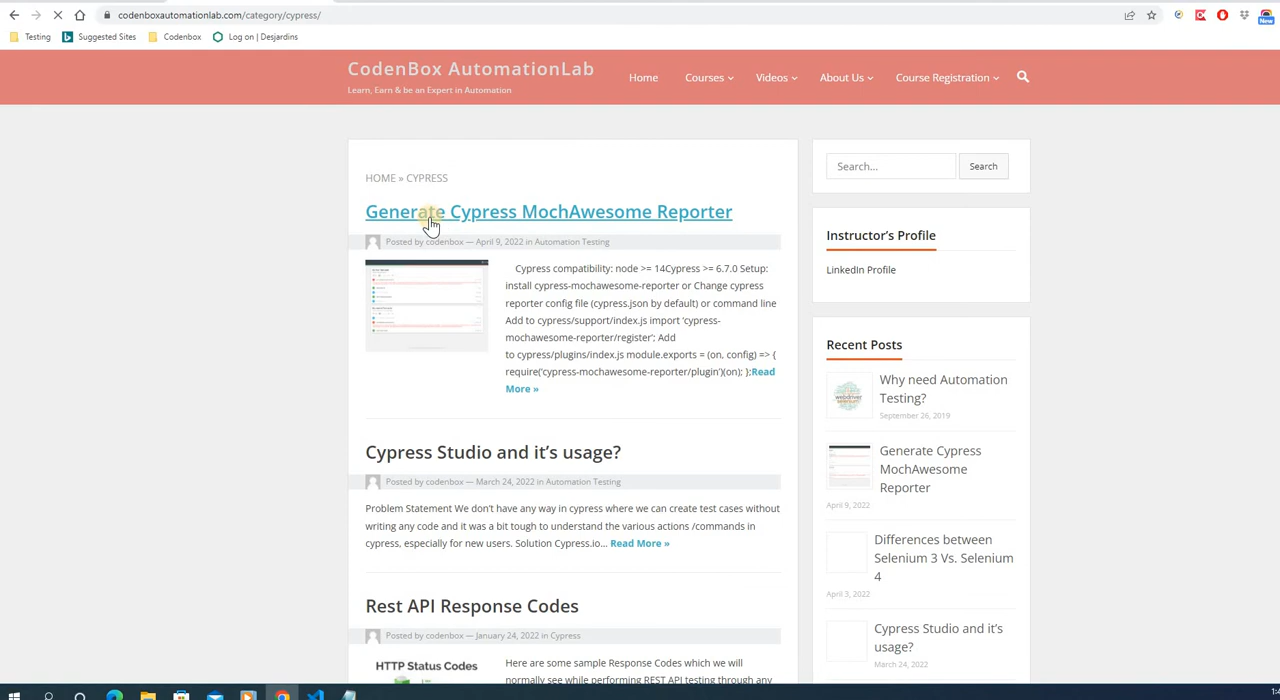 codenboxautomationlab.com/category/cypress/
New
Testing
Suggested Sites
Codenbox
Log on | Desjardins
CodenBox AutomationLab
Learn, Earn & be an Expert in Automation
Home
Courses
Videos
About Us
Course Registration
HOME » CYPRESS
Generate Cypress MochAwesome Reporter
Posted by codenbox — April 9, 2022 in Automation Testing
Cypress compatibility: node >= 14Cypress >= 6.7.0 Setup:
install cypress-mochawesome-reporter or Change cypress
reporter config file (cypress.json by default) or command line
Add to cypress/support/index.js import ‘cypress-
mochawesome-reporter/register’; Add
to cypress/plugins/index.js module.exports = (on, config) => {
require(‘cypress-mochawesome-reporter/plugin’)(on); };Read
More »
Cypress Studio and it’s usage?
Posted by codenbox — March 24, 2022 in Automation Testing
Problem Statement We don’t have any way in cypress where we can create test cases without
writing any code and it was a bit tough to understand the various actions /commands in
cypress, especially for new users. Solution Cypress.io... Read More »
Rest API Response Codes
Posted by codenbox — January 24, 2022 in Cypress
HTTP Status Codes
Here are some sample Response Codes which we will
normally see while performing REST API testing through any
Search...
Search
Instructor’s Profile
LinkedIn Profile
Recent Posts
Why need Automation
Testing?
September 26, 2019
Generate Cypress
MochAwesome
Reporter
April 9, 2022
Differences between
Selenium 3 Vs. Selenium
4
April 3, 2022
Cypress Studio and it’s
usage?
March 24, 2022